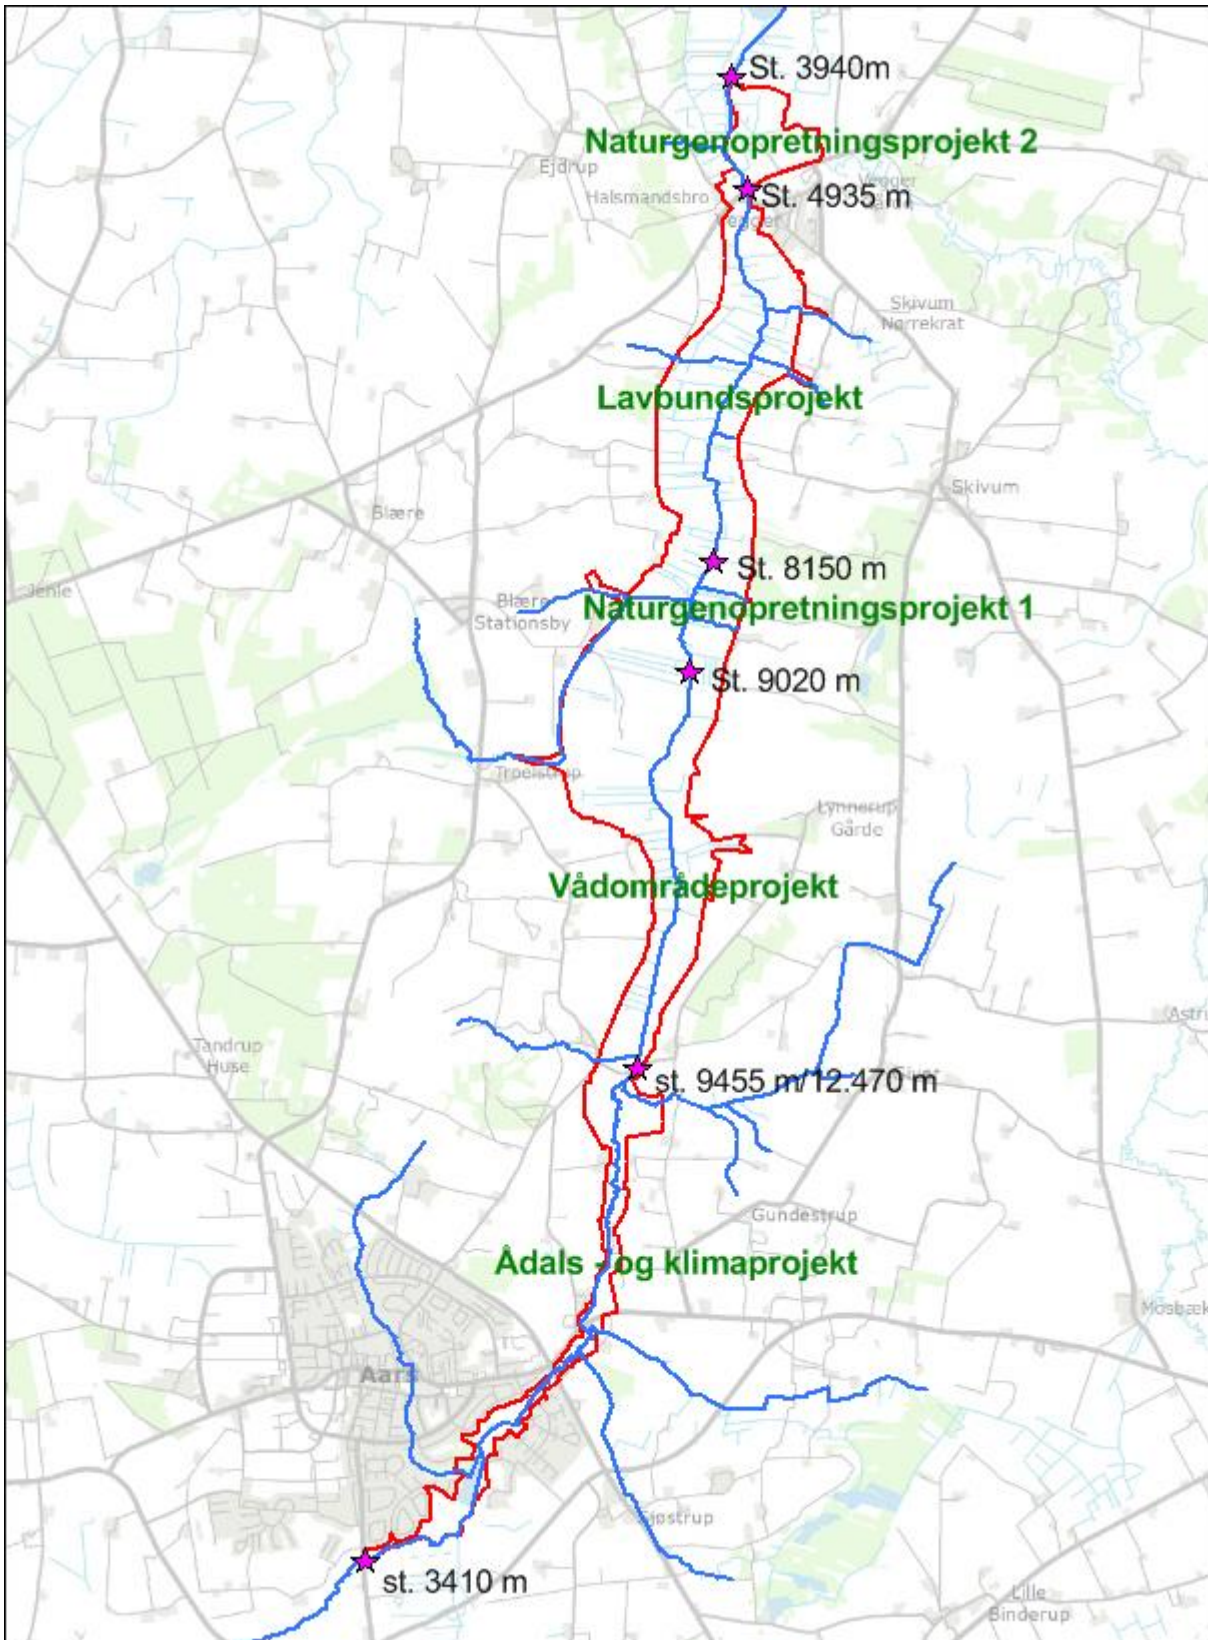 St. 3940m
Naturgenopretningsprojekt 2
Ejdrup
Halsmandsbro
St. 4935 m
Skivum
Nørrekrat
Lavbundsprojekt
Skivum
Blære
St. 8150 m
Jehle
Blære
Stationsby
Naturgenopretningsprojekt 1
St. 9020 m
Troelstrup
Lynnerup
Gårde
Vådområdeprojekt
Astru
Tandrup
Huse
st. 9455 m/12.470 m
Gundestrup
Ådals - og klimaprojekt
Mosbæk
Aars
Sjøstrup
st. 3410 m
Lille
Binderup